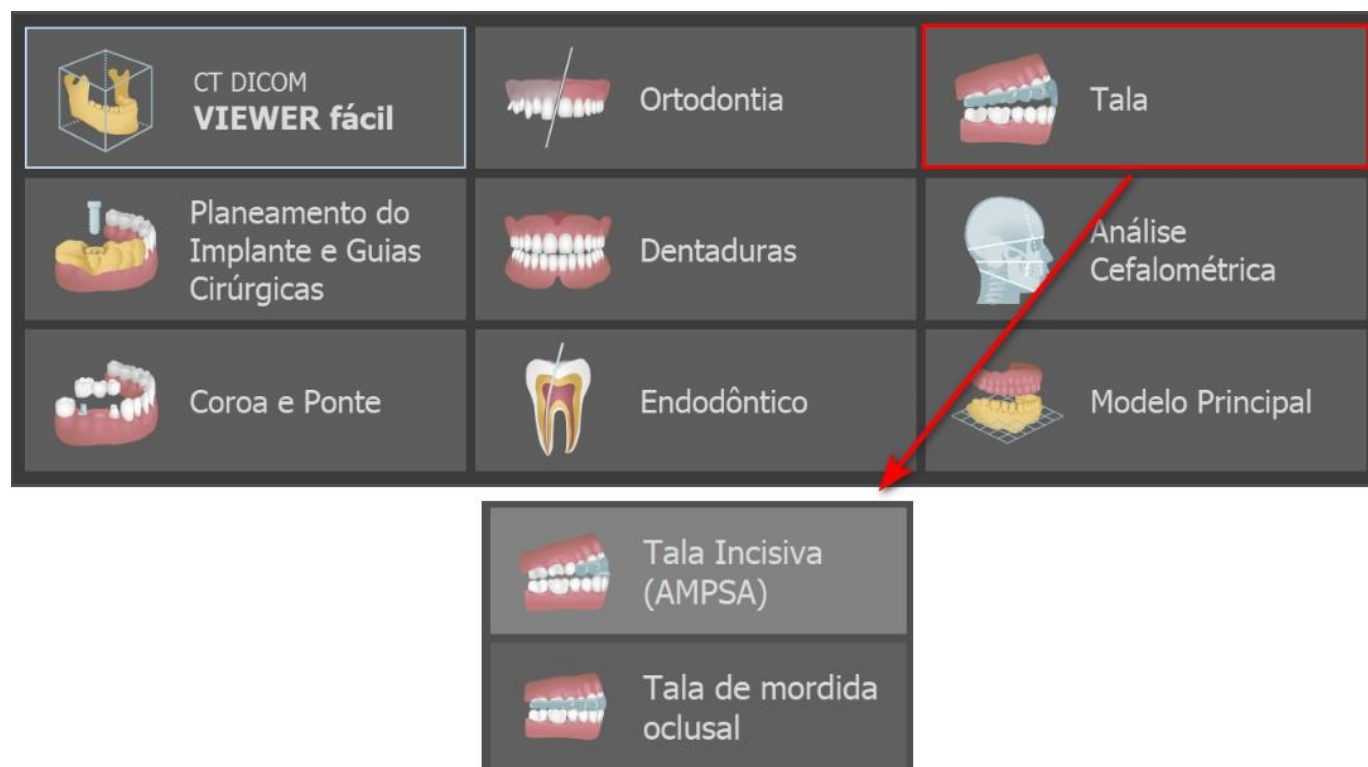 CT DICOM
VIEWER fácil
Ortodontia
Tala
Planeamento do
Implante e Guias
Cirúrgicas
Dentaduras
Análise
Cefalométrica
Coroa e Ponte
Endodôntico
Modelo Principal
Tala Incisiva
(AMPSA)
Tala de mordida
oclusal